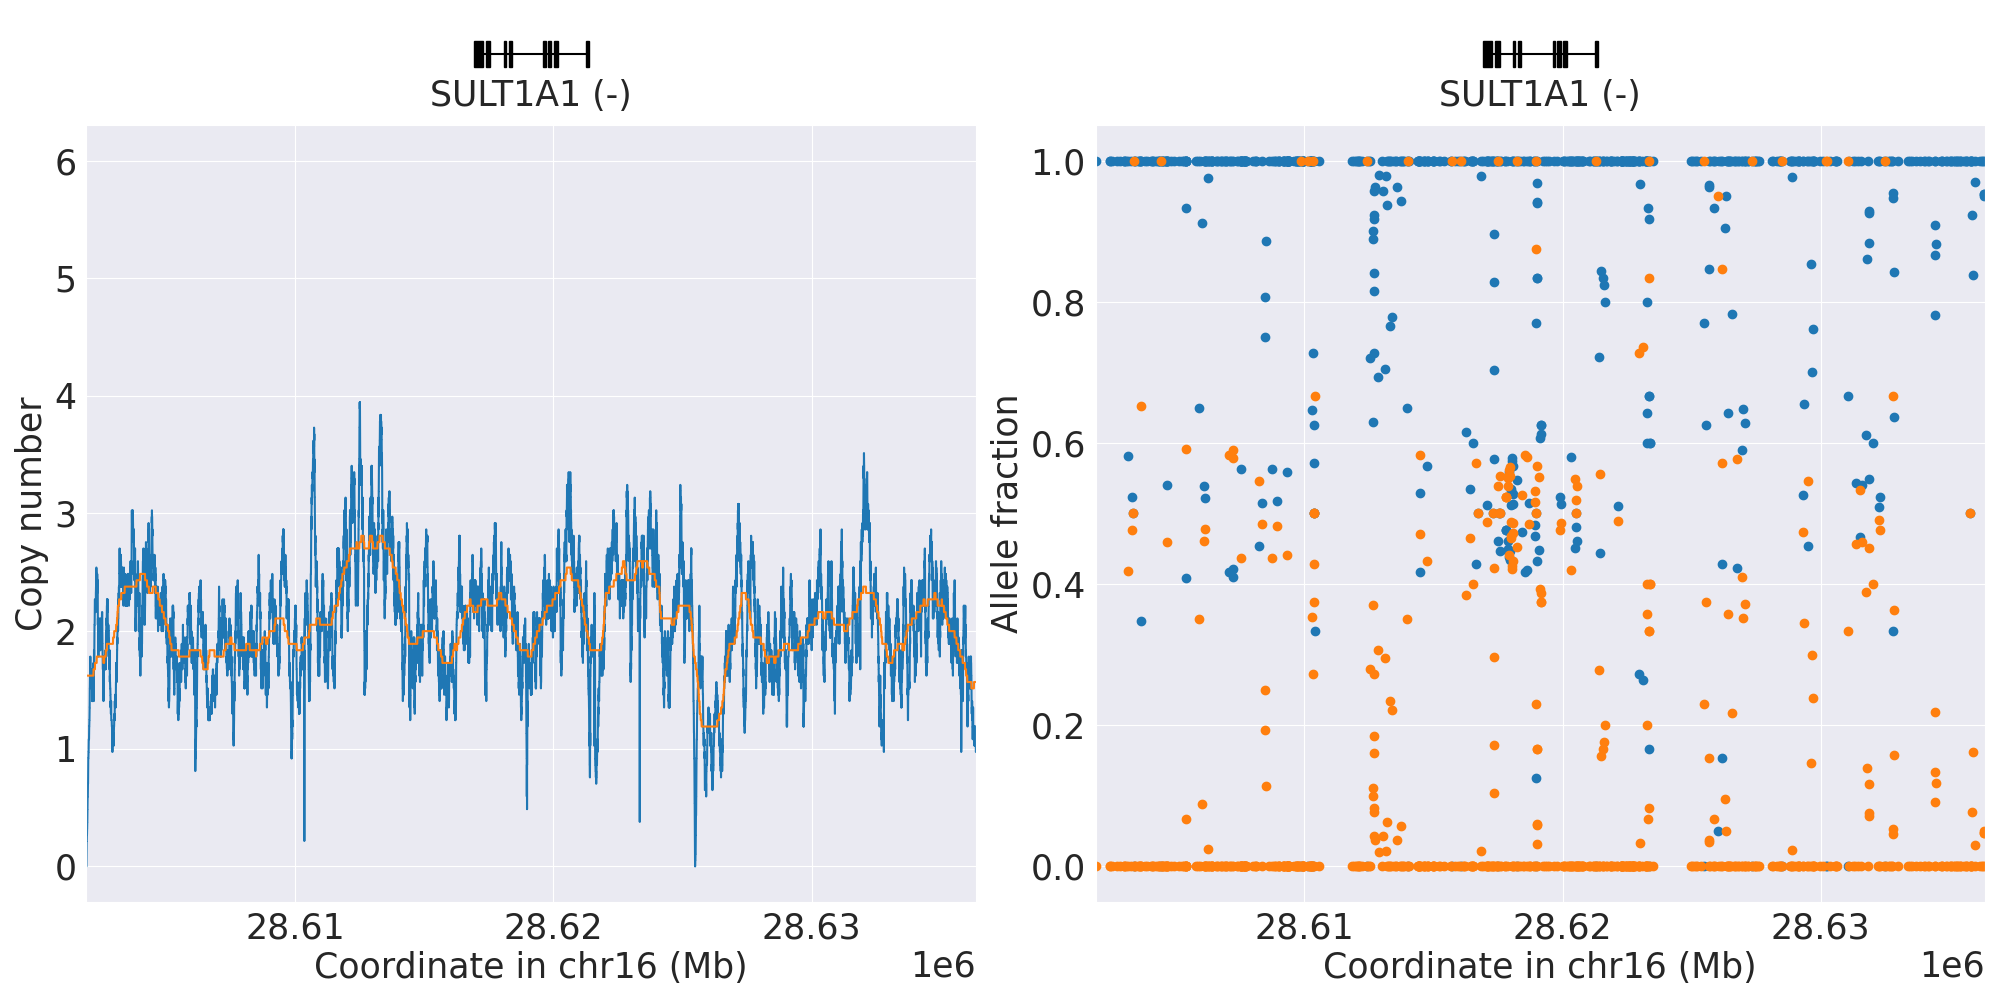 SULT1A1 (-)
6
5
4
3
2
1
0
Copy number
28.61
28.62
28.63
Coordinate in chr16 (Mb)
1e6
SULT1A1 (-)
1.0
0.8
0.6
0.4
0.2
0.0
Allele fraction
28.61
28.62
28.63
Coordinate in chr16 (Mb)
1e6